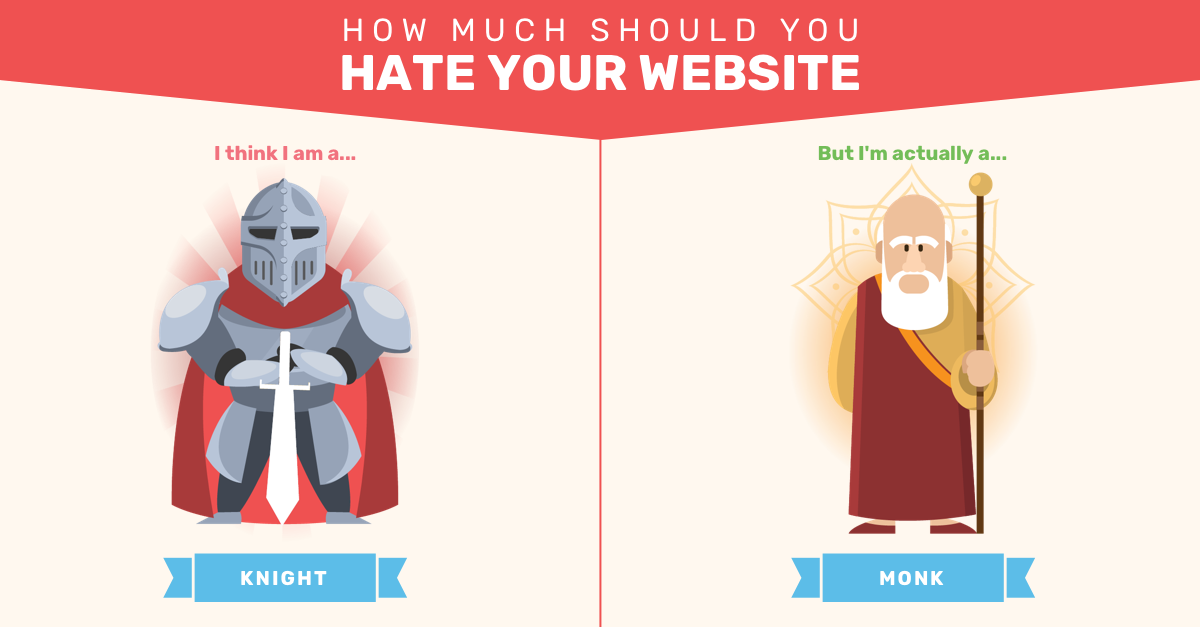 HOW MUCH SHOULD YOU
HATE YOUR WEBSITE
I think I am a...
KNIGHT
But I'm actually a...
MONK